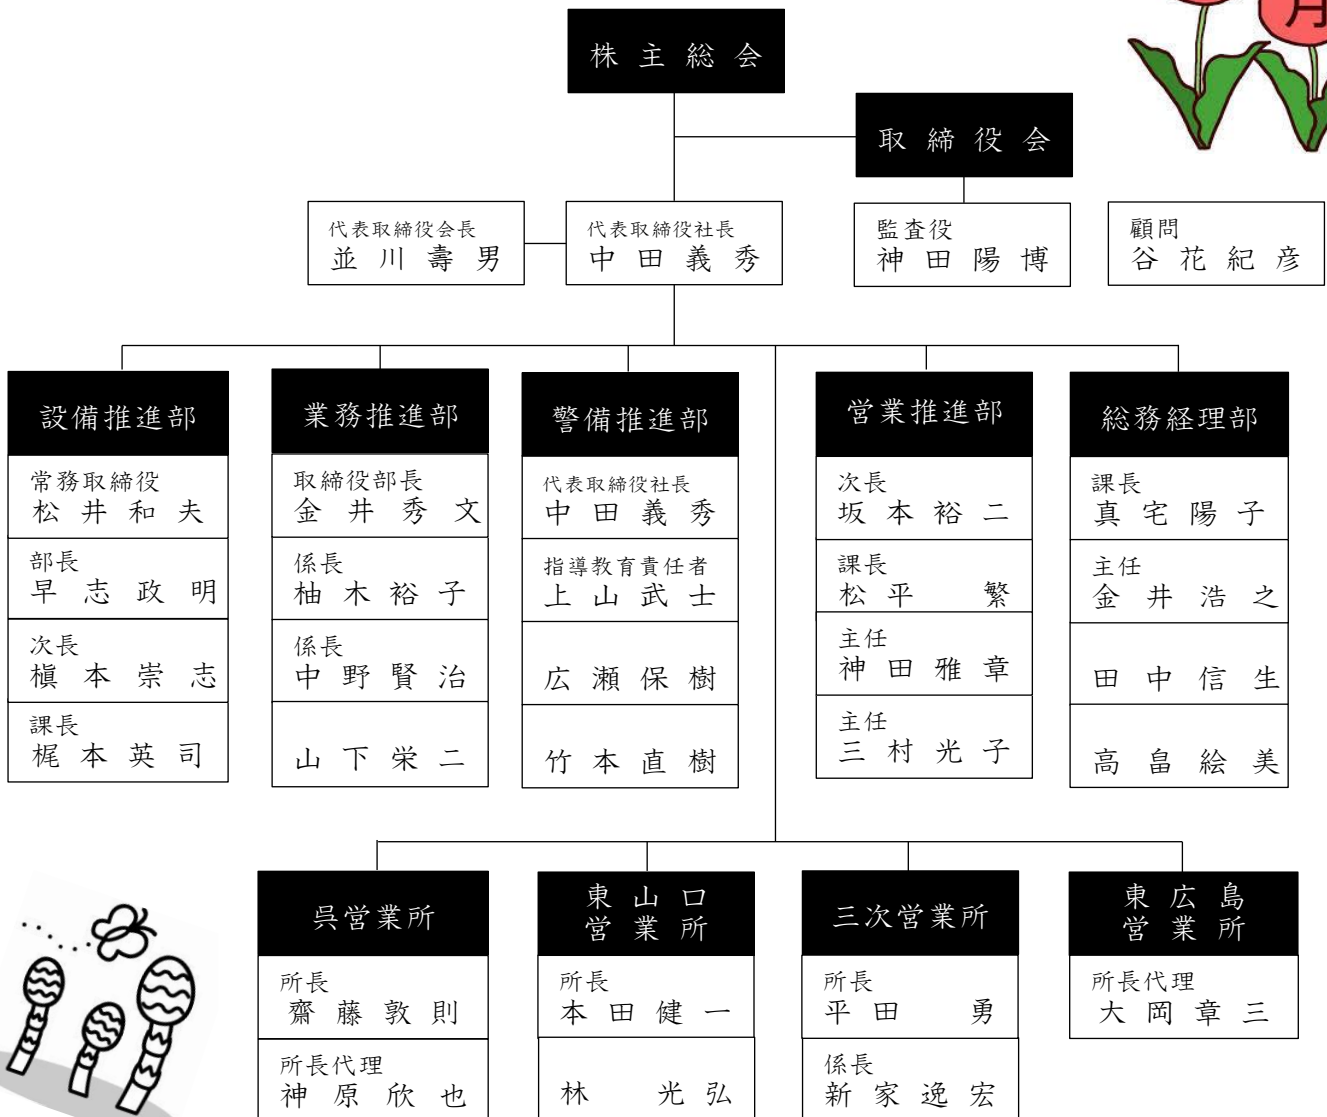 月
株主総会
取締役会
代表取締役会長
並川壽男
代表取締役社長
中田義秀
監査役
神田陽博
顧問
谷花紀彦
設備推進部
常務取締役
松井和夫
部長
早志政明
次長
槇本崇志
課長
梶本英司
業務推進部
取締役部長
金井秀文
係長
柚木裕子
係長
中野賢治
山下栄二
警備推進部
代表取締役社長
中田義秀
指導教育責任者
上山武士
広瀬保樹
竹本直樹
営業推進部
次長
坂本裕二
課長
松平 繁
主任
神田雅章
主任
三村光子
総務経理部
課長
真宅陽子
主任
金井浩之
田中信生
高畠絵美
呉営業所
所長
齋藤敦則
所長代理
神原欣也
東山口
営業所
所長
本田健一
林 光弘
三次営業所
所長
平田 勇
係長
新家逸宏
東広島
営業所
所長代理
大岡章三